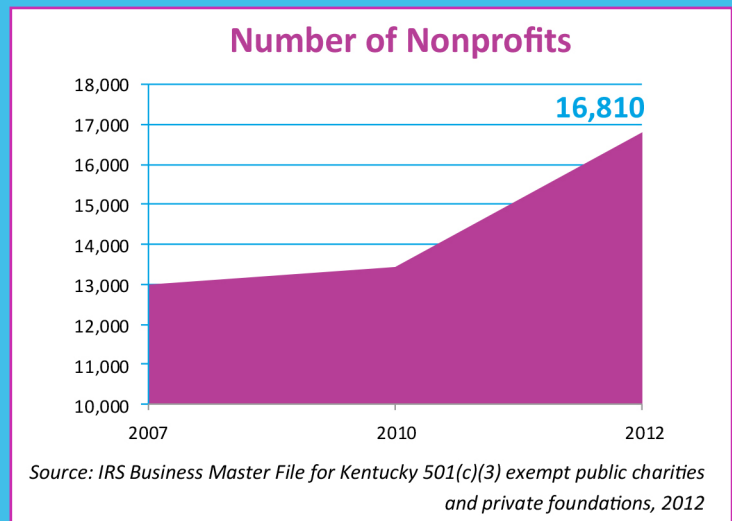 Number of Nonprofits
18,000
16,810
17,000
16,000
15,000
14,000
13,000
12,000
11,000
10,000
2007 2010 2012
Source: IRS Business Master File for Kentucky 501(c)(3) exempt public charities
and private foundations, 2012